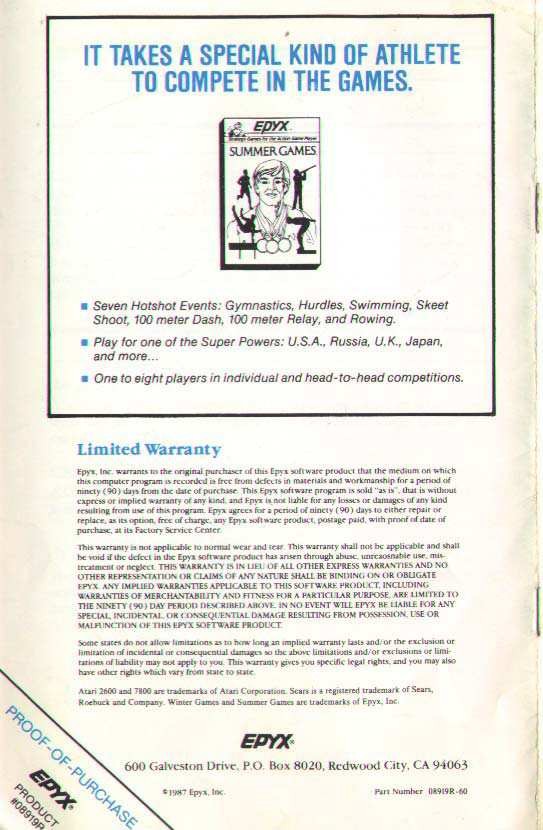 IT TAKES A SPECIAL KIND OF ATHLETE
TO COMPETE IN THE GAMES.
EPYX
Strategic Games for the Action-Game Player
SUMMER GAMES
■ Seven Hotshot Events: Gymnastics, Hurdles, Swimming, Skeet
Shoot, 100 meter Dash, 100 meter Relay, and Rowing.
■ Play for one of the Super Powers: U.S.A., Russia, U.K., Japan,
and more...
■ One to eight players in individual and head-to-head competitions.
Limited Warranty
Epyx, Inc. warrants to the original purchaser of this Epyx software product that the medium on which
this computer program is recorded is free from defects in materials and workmanship for a period of
ninety (90) days from the date of purchase. This Epyx software program is sold "as is", that is without
express or implied warranty of any kind, and Epyx is not liable for any losses or damages of any kind
resulting from use of this program. Epyx agrees for a period of ninety (90) days to either repair or
replace, as its option, free of charge, any Epyx software product, postage paid, with proof of date of
purchase, at its Factory Service Center.
This warranty is not applicable to normal wear and tear. This warranty shall not be applicable and shall
be void if the defect in the Epyx software product has arisen through abuse, unreaosnable use, mis-
treatment or neglect. THIS WARRANTY IS IN LIEU OF ALL OTHER EXPRESS WARRANTIES AND NO
OTHER REPRESENTATION OR CLAIMS OF ANY NATURE SHALL BE BINDING ON OR OBLIGATE
EPYX. ANY IMPLIED WARRANTIES APPLICABLE TO THIS SOFTWARE PRODUCT, INCLUDING
WARRANTIES OF MERCHANTABILITY AND FITNESS FOR A PARTICULAR PURPOSE, ARE LIMITED TO
THE NINETY (90) DAY PERIOD DESCRIBED ABOVE. IN NO EVENT WILL EPYX BE LIABLE FOR ANY
SPECIAL, INCIDENTAL, OR CONSEQUENTIAL DAMAGE RESULTING FROM POSSESSION, USE OR
MALFUNCTION OF THIS EPYX SOFTWARE PRODUCT.
Some states do not allow limitations as to how long an implied warranty lasts and/or the exclusion or
limitation of incidental or consequential damages so the above limitations and/or exclusions or limi-
tations of liability may not apply to you. This warranty gives you specific legal rights, and you may also
have other rights which vary from state to state.
Atari 2600 and 7800 are trademarks of Atari Corporation. Sears is a registered trademark of Sears,
Roebuck and Company. Winter Games and Summer Games are trademarks of Epyx, Inc.
EPYX®
600 Galveston Drive, P.O. Box 8020, Redwood City, CA 94063
©1987 Epyx, Inc. Part Number 08919R-60
PROOF-OF-PURCHASE
EPYX®
PRODUCT
#08919R